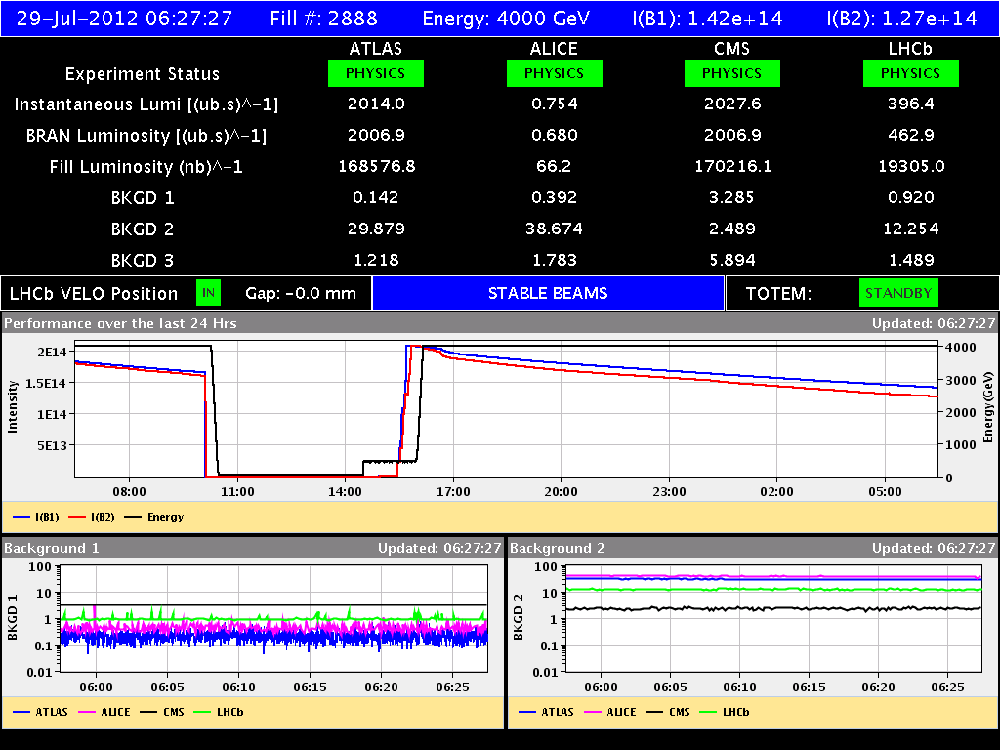 29-Jul-2012 06:27:27 Fill #: 2888 Energy: 4000 GeV I(B1): 1.42e+14 I(B2): 1.27e+14
ATLAS ALICE CMS LHCb
Experiment Status PHYSICS PHYSICS PHYSICS PHYSICS
Instantaneous Lumi [(ub.s)^-1] 2014.0 0.754 2027.6 396.4
BRAN Luminosity [(ub.s)^-1] 2006.9 0.680 2006.9 462.9
Fill Luminosity (nb)^-1 168576.8 66.2 170216.1 19305.0
BKGD 1 0.142 0.392 3.285 0.920
BKGD 2 29.879 38.674 2.489 12.254
BKGD 3 1.218 1.783 5.894 1.489
LHCb VELO Position IN Gap: -0.0 mm STABLE BEAMS TOTEM: STANDBY
Performance over the last 24 Hrs Updated: 06:27:27
Intensity
2E14
1.5E14
1E14
5E13
4000
3000
2000
1000
0
Energy(GeV)
08:00 11:00 14:00 17:00 20:00 23:00 02:00 05:00
I(B1) I(B2) Energy
Background 1 Updated: 06:27:27
BKGD 1
100
10
1
0.1
0.01
06:00 06:05 06:10 06:15 06:20 06:25
ATLAS ALICE CMS LHCb
Background 2 Updated: 06:27:27
BKGD 2
100
10
1
0.1
0.01
06:00 06:05 06:10 06:15 06:20 06:25
ATLAS ALICE CMS LHCb